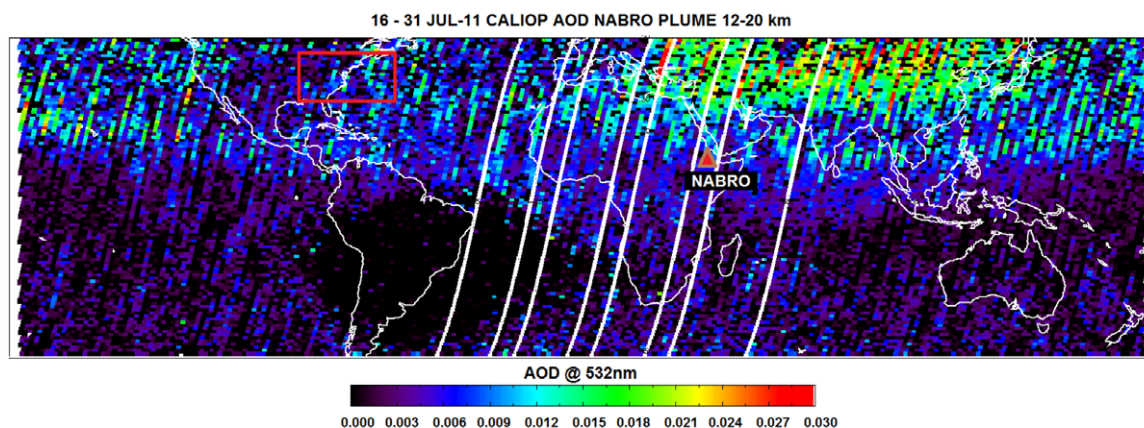 16 - 31 JUL-11 CALIOP AOD NABRO PLUME 12-20 km
NABRO
AOD @ 532nm
0.000 0.003 0.006 0.009 0.012 0.015 0.018 0.021 0.024 0.027 0.030